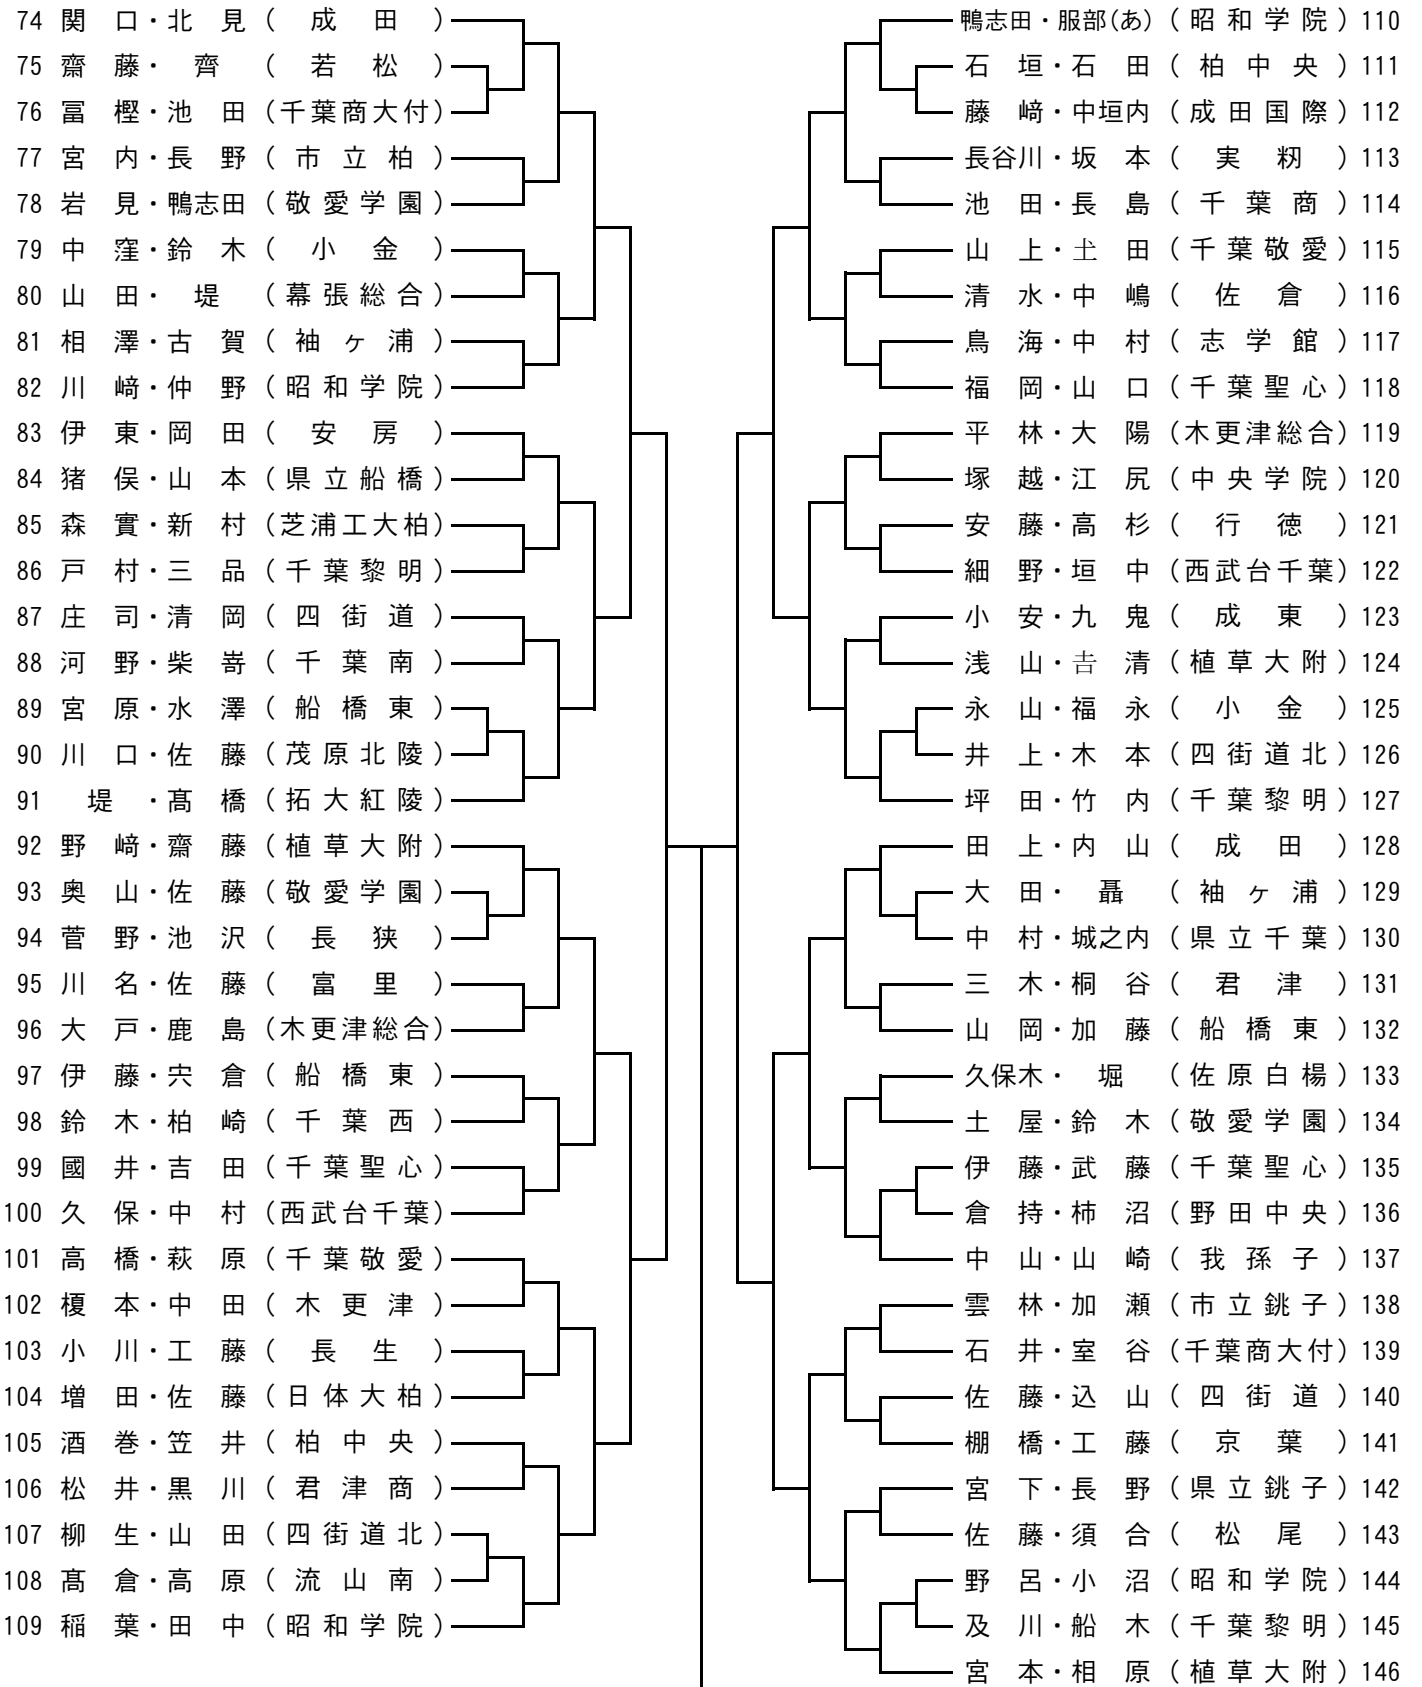 74 関口・北見（成田）
75 齋藤・齊（若松）
76 冨樫・池田（千葉商大付）
77 宮内・長野（市立柏）
78 岩見・鴨志田（敬愛学園）
79 中窪・鈴木（小金）
80 山田・堤（幕張総合）
81 相澤・古賀（袖ヶ浦）
82 川﨑・仲野（昭和学院）
83 伊東・岡田（安房）
84 猪俣・山本（県立船橋）
85 森實・新村（芝浦工大柏）
86 戸村・三品（千葉黎明）
87 庄司・清岡（四街道）
88 河野・柴嵜（千葉南）
89 宮原・水澤（船橋東）
90 川口・佐藤（茂原北陵）
91 堤・髙橋（拓大紅陵）
92 野﨑・齋藤（植草大附）
93 奥山・佐藤（敬愛学園）
94 菅野・池沢（長狭）
95 川名・佐藤（富里）
96 大戸・鹿島（木更津総合）
97 伊藤・宍倉（船橋東）
98 鈴木・柏崎（千葉西）
99 國井・吉田（千葉聖心）
100 久保・中村（西武台千葉）
101 高橋・萩原（千葉敬愛）
102 榎本・中田（木更津）
103 小川・工藤（長生）
104 増田・佐藤（日体大柏）
105 酒巻・笠井（柏中央）
106 松井・黒川（君津商）
107 柳生・山田（四街道北）
108 髙倉・高原（流山南）
109 稲葉・田中（昭和学院）
鴨志田・服部(あ)（昭和学院）110
石垣・石田（柏中央）111
藤﨑・中垣内（成田国際）112
長谷川・坂本（実籾）113
池田・長島（千葉商）114
山上・𡈽田（千葉敬愛）115
清水・中嶋（佐倉）116
鳥海・中村（志学館）117
福岡・山口（千葉聖心）118
平林・大陽（木更津総合）119
塚越・江尻（中央学院）120
安藤・高杉（行徳）121
細野・垣中（西武台千葉）122
小安・九鬼（成東）123
浅山・𠮷清（植草大附）124
永山・福永（小金）125
井上・木本（四街道北）126
坪田・竹内（千葉黎明）127
田上・内山（成田）128
大田・聶（袖ヶ浦）129
中村・城之内（県立千葉）130
三木・桐谷（君津）131
山岡・加藤（船橋東）132
久保木・堀（佐原白楊）133
土屋・鈴木（敬愛学園）134
伊藤・武藤（千葉聖心）135
倉持・柿沼（野田中央）136
中山・山崎（我孫子）137
雲林・加瀬（市立銚子）138
石井・室谷（千葉商大付）139
佐藤・込山（四街道）140
棚橋・工藤（京葉）141
宮下・長野（県立銚子）142
佐藤・須合（松尾）143
野呂・小沼（昭和学院）144
及川・船木（千葉黎明）145
宮本・相原（植草大附）146